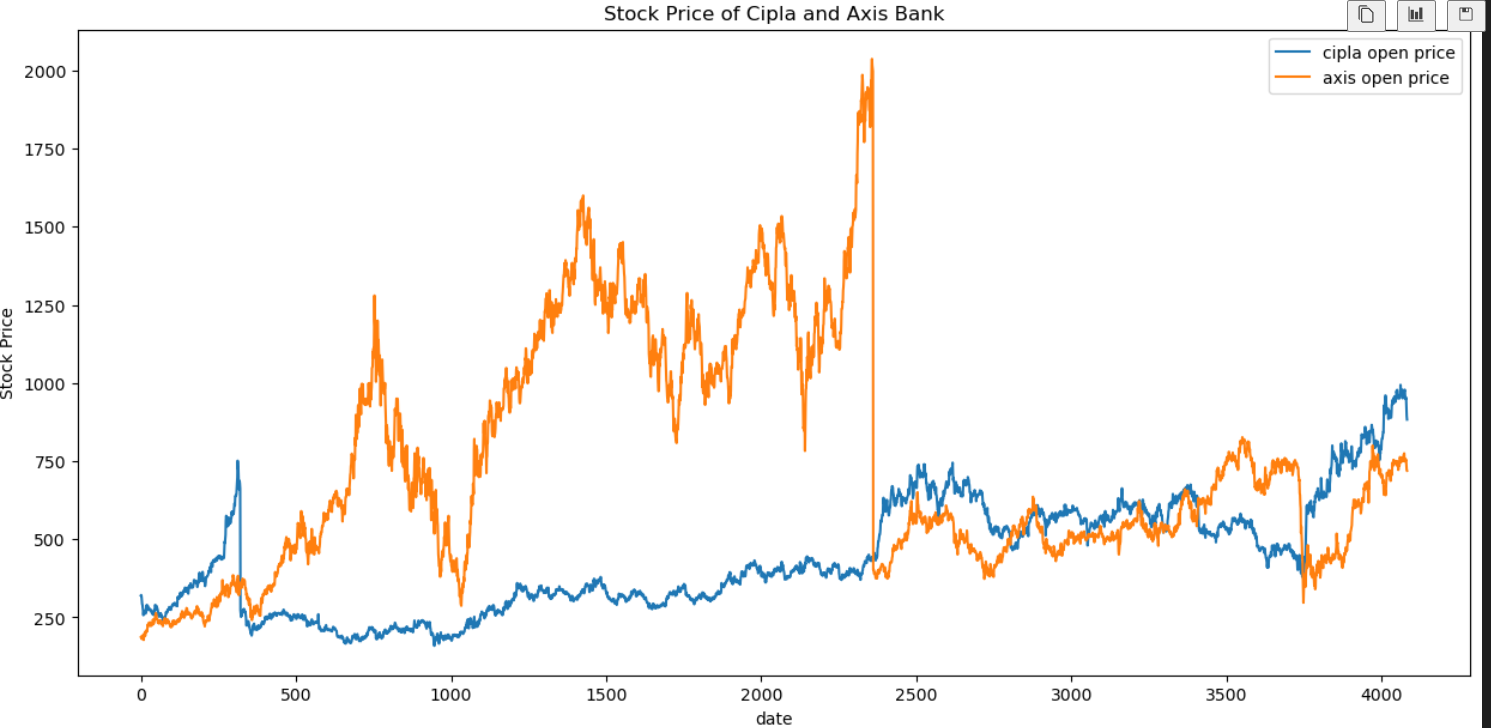 Stock Price of Cipla and Axis Bank
cipla open price
axis open price
2000
1750
1500
1250
1000
750
500
250
Stock Price
0 500 1000 1500 2000 2500 3000 3500 4000
date